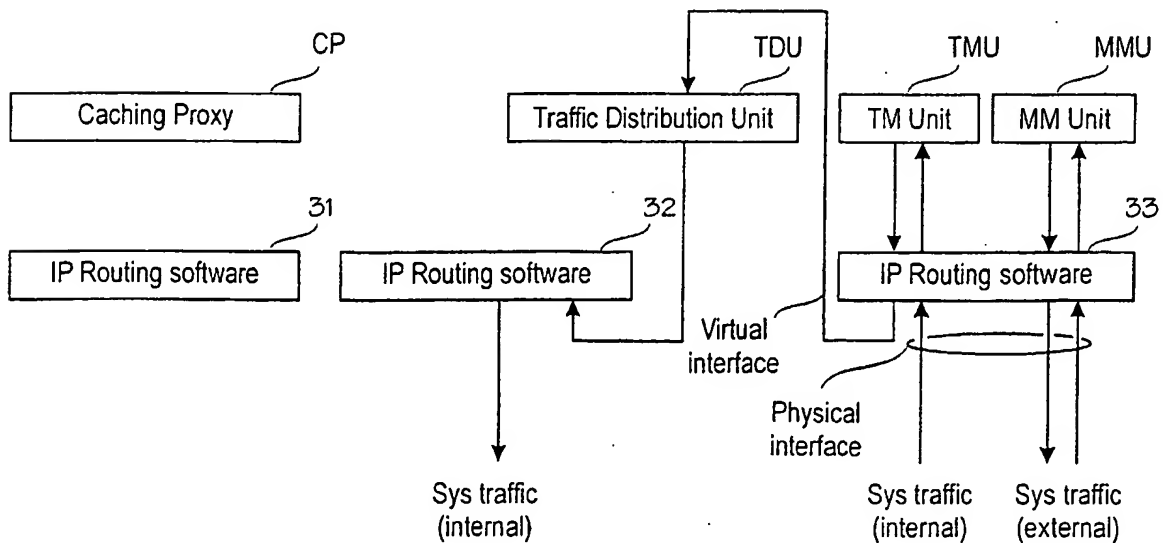 CP
TDU
TMU
MMU
Caching Proxy
Traffic Distribution Unit
TM Unit
MM Unit
31
32
33
IP Routing software
IP Routing software
IP Routing software
Virtual
interface
Physical
interface
Sys traffic
(internal)
Sys traffic
(internal)
Sys traffic
(external)